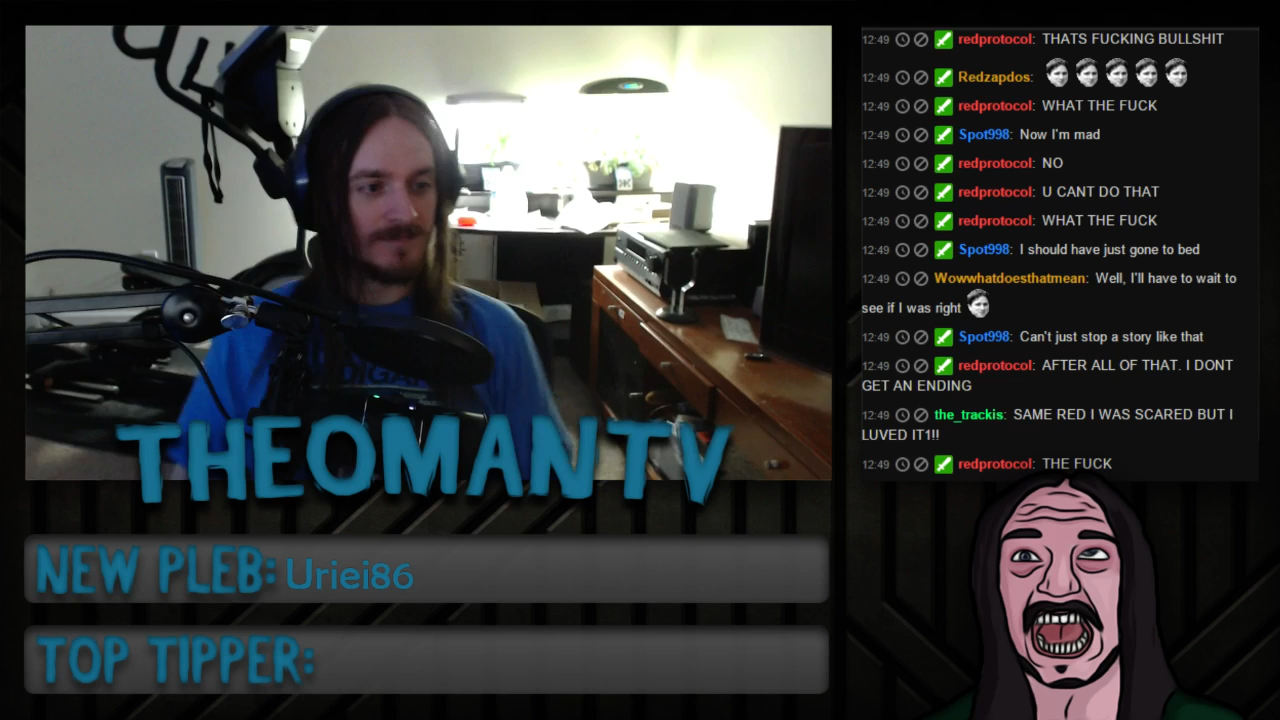 THEOMANTV
NEW PLEB: Uriei86
TOP TIPPER:
12:49 redprotocol: THATS FUCKING BULLSHIT
12:49 Redzapdos:
12:49 redprotocol: WHAT THE FUCK
12:49 Spot998: Now I'm mad
12:49 redprotocol: NO
12:49 redprotocol: U CANT DO THAT
12:49 redprotocol: WHAT THE FUCK
12:49 Spot998: I should have just gone to bed
12:49 Wowwhatdoesthatmean: Well, I'll have to wait to
see if I was right
12:49 Spot998: Can't just stop a story like that
12:49 redprotocol: AFTER ALL OF THAT. I DONT
GET AN ENDING
12:49 the_trackis: SAME RED I WAS SCARED BUT I
LUVED IT1!!
12:49 redprotocol: THE FUCK